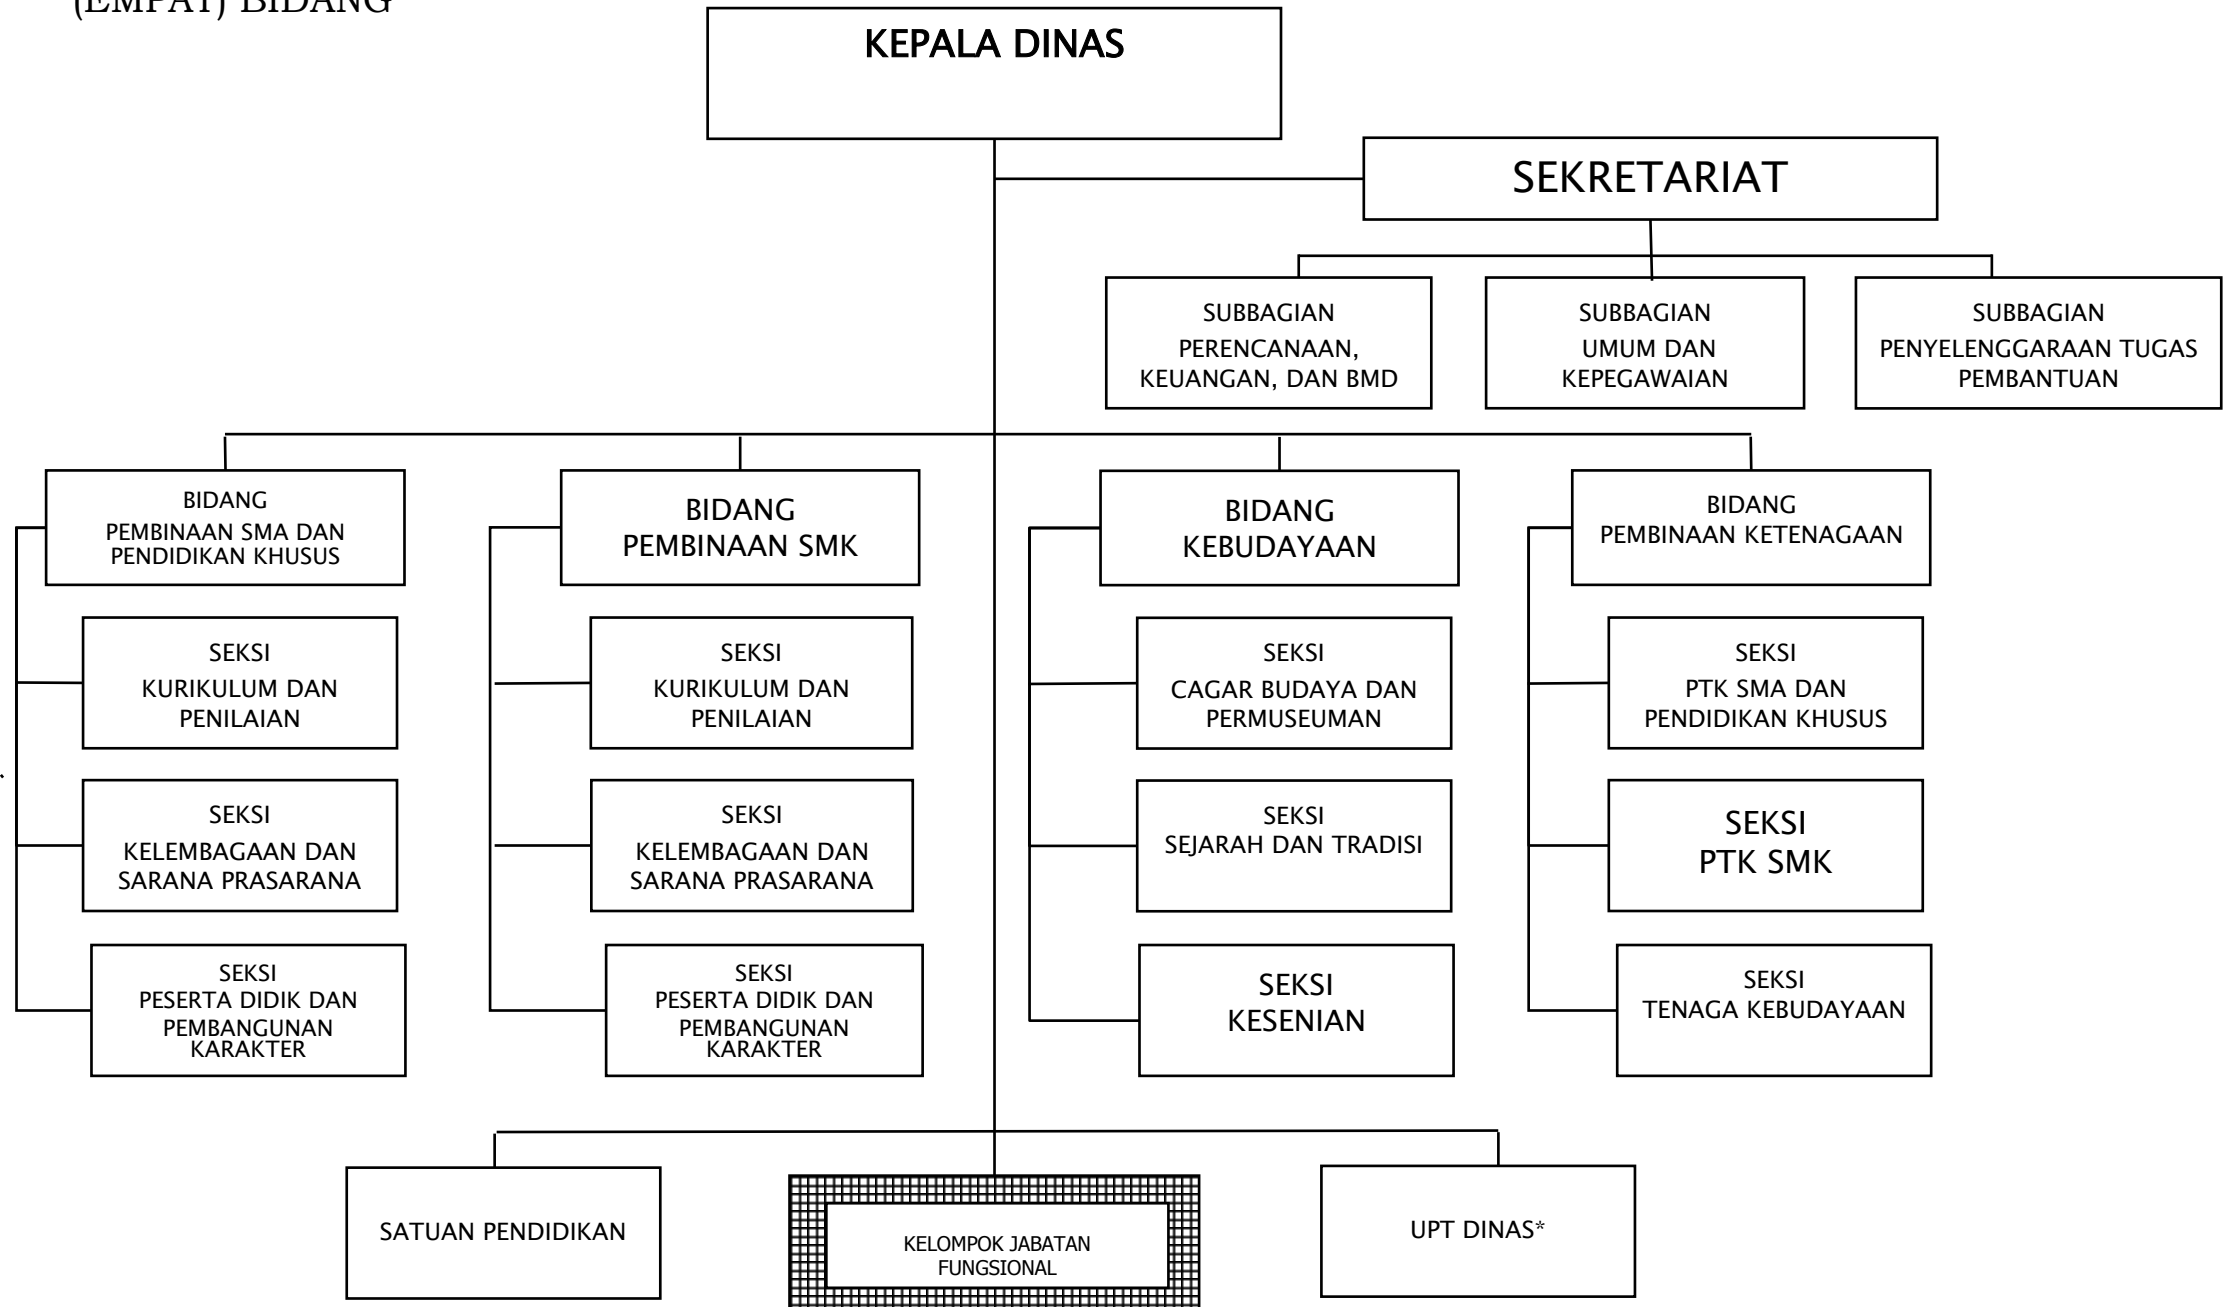 (EMPAT) BIDANG
KEPALA DINAS
SEKRETARIAT
SUBBAGIAN
PERENCANAAN,
KEUANGAN, DAN BMD
SUBBAGIAN
UMUM DAN
KEPEGAWAIAN
SUBBAGIAN
PENYELENGGARAAN TUGAS
PEMBANTUAN
BIDANG
PEMBINAAN SMA DAN
PENDIDIKAN KHUSUS
BIDANG
PEMBINAAN SMK
BIDANG
KEBUDAYAAN
BIDANG
PEMBINAAN KETENAGAAN
SEKSI
KURIKULUM DAN
PENILAIAN
SEKSI
KURIKULUM DAN
PENILAIAN
SEKSI
CAGAR BUDAYA DAN
PERMUSEUMAN
SEKSI
PTK SMA DAN
PENDIDIKAN KHUSUS
SEKSI
KELEMBAGAAN DAN
SARANA PRASARANA
SEKSI
KELEMBAGAAN DAN
SARANA PRASARANA
SEKSI
SEJARAH DAN TRADISI
SEKSI
PTK SMK
SEKSI
PESERTA DIDIK DAN
PEMBANGUNAN
KARAKTER
SEKSI
PESERTA DIDIK DAN
PEMBANGUNAN
KARAKTER
SEKSI
KESENIAN
SEKSI
TENAGA KEBUDAYAAN
SATUAN PENDIDIKAN
KELOMPOK JABATAN
FUNGSIONAL
UPT DINAS*